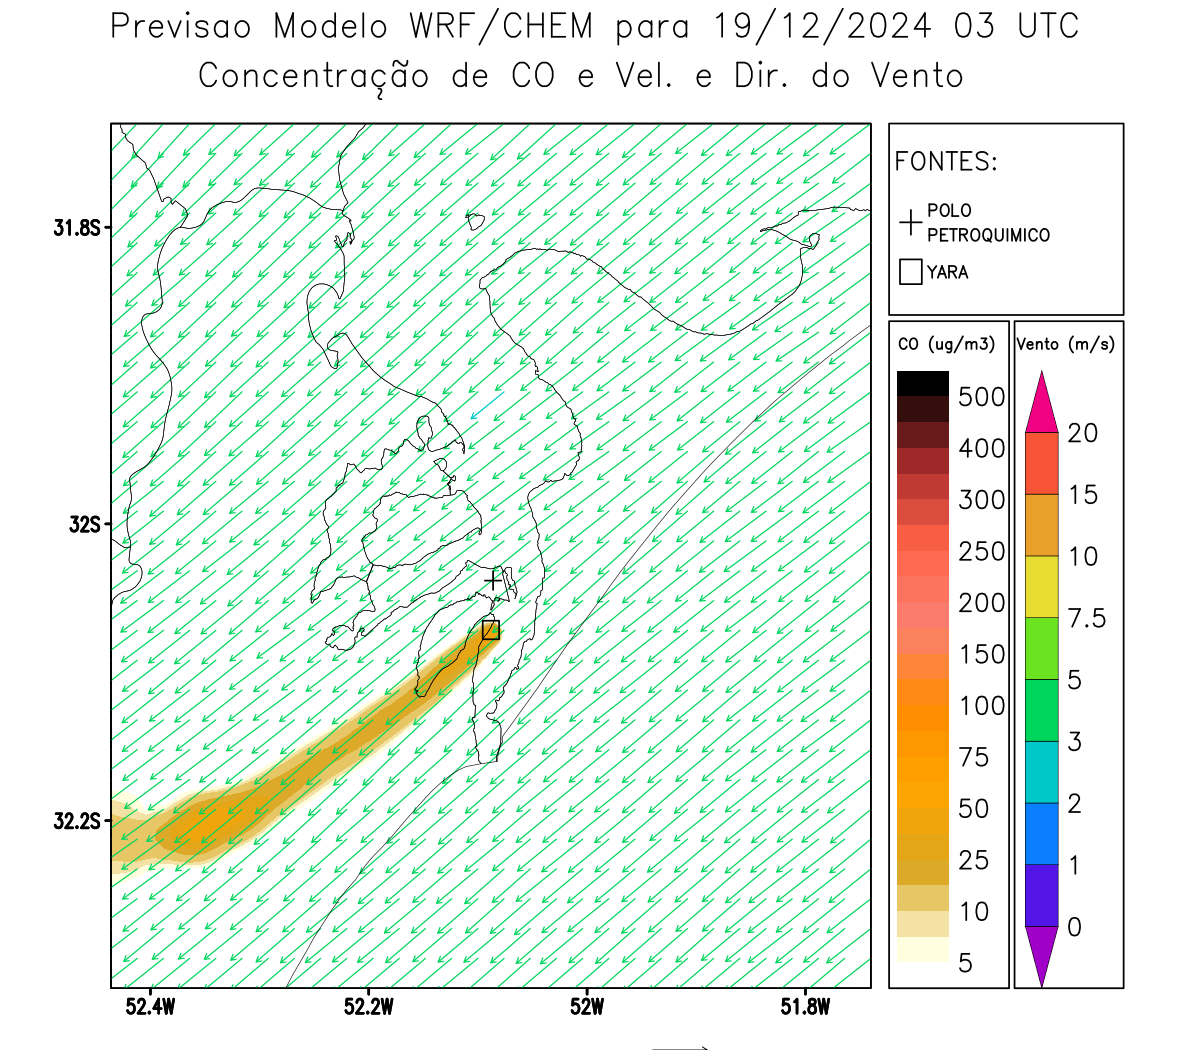 Previsao Modelo WRF/CHEM para 19/12/2024 03 UTC
Concentração de CO e Vel. e Dir. do Vento
FONTES:
POLO
PETROQUIMICO
YARA
CO (ug/m3)
500
400
300
250
200
150
100
75
50
25
10
5
Vento (m/s)
20
15
10
7.5
5
3
2
1
0
31.8S
32S
32.2S
52.4W
52.2W
52W
51.8W